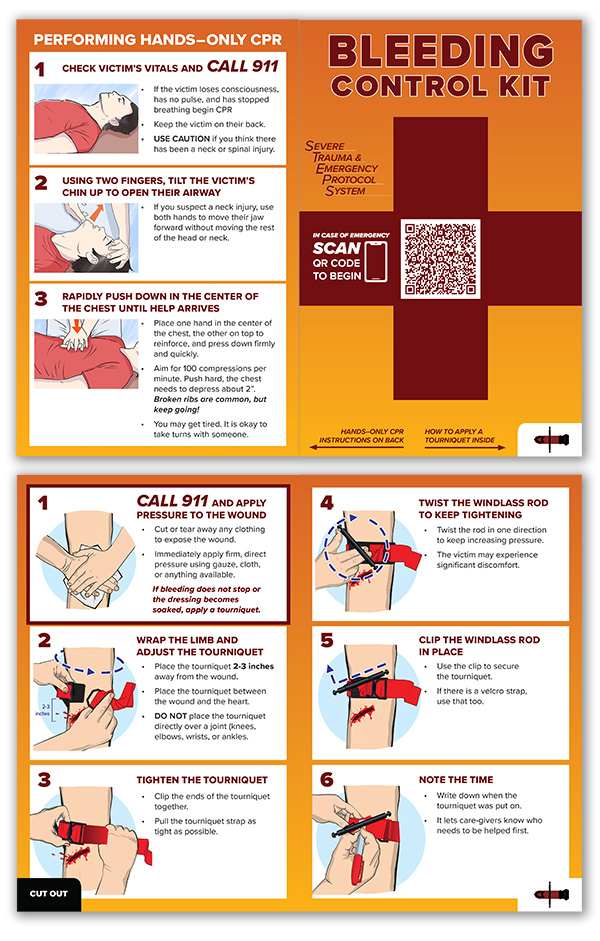 PERFORMING HANDS–ONLY CPR
1
CHECK VICTIM'S VITALS AND CALL 911
• If the victim loses consciousness,
has no pulse, and has stopped
breathing begin CPR
• Keep the victim on their back.
• USE CAUTION if you think there
has been a neck or spinal injury.
2
USING TWO FINGERS, TILT THE VICTIM'S
CHIN UP TO OPEN THEIR AIRWAY
• If you suspect a neck injury, use
both hands to move their jaw
forward without moving the rest
of the head or neck.
3
RAPIDLY PUSH DOWN IN THE CENTER OF
THE CHEST UNTIL HELP ARRIVES
• Place one hand in the center of
the chest, the other on top to
reinforce, and press down firmly
and quickly.
• Aim for 100 compressions per
minute. Push hard, the chest
needs to depress about 2”.
Broken ribs are common, but
keep going!
• You may get tired. It is okay to
take turns with someone.
BLEEDING
CONTROL KIT
SEVERE
TRAUMA &
EMERGENCY
PROTOCOL
SYSTEM
IN CASE OF EMERGENCY
SCAN
QR CODE
TO BEGIN
HANDS–ONLY CPR
INSTRUCTIONS ON BACK
HOW TO APPLY A
TOURNIQUET INSIDE
1
CALL 911 AND APPLY
PRESSURE TO THE WOUND
• Cut or tear away any clothing
to expose the wound.
• Immediately apply firm, direct
pressure using gauze, cloth,
or anything available.
If bleeding does not stop or
the dressing becomes
soaked, apply a tourniquet.
2
WRAP THE LIMB AND
ADJUST THE TOURNIQUET
• Place the tourniquet 2-3 inches
away from the wound.
• Place the tourniquet between
the wound and the heart.
• DO NOT place the tourniquet
directly over a joint (knees,
elbows, wrists, or ankles.
2-3
inches
3
TIGHTEN THE TOURNIQUET
• Clip the ends of the tourniquet
together.
• Pull the tourniquet strap as
tight as possible.
CUT OUT
4
TWIST THE WINDLASS ROD
TO KEEP TIGHTENING
• Twist the rod in one direction
to keep increasing pressure.
• The victim may experience
significant discomfort.
5
CLIP THE WINDLASS ROD
IN PLACE
• Use the clip to secure
the tourniquet.
• If there is a velcro strap,
use that too.
6
NOTE THE TIME
• Write down when the
tourniquet was put on.
• It lets care-givers know who
needs to be helped first.